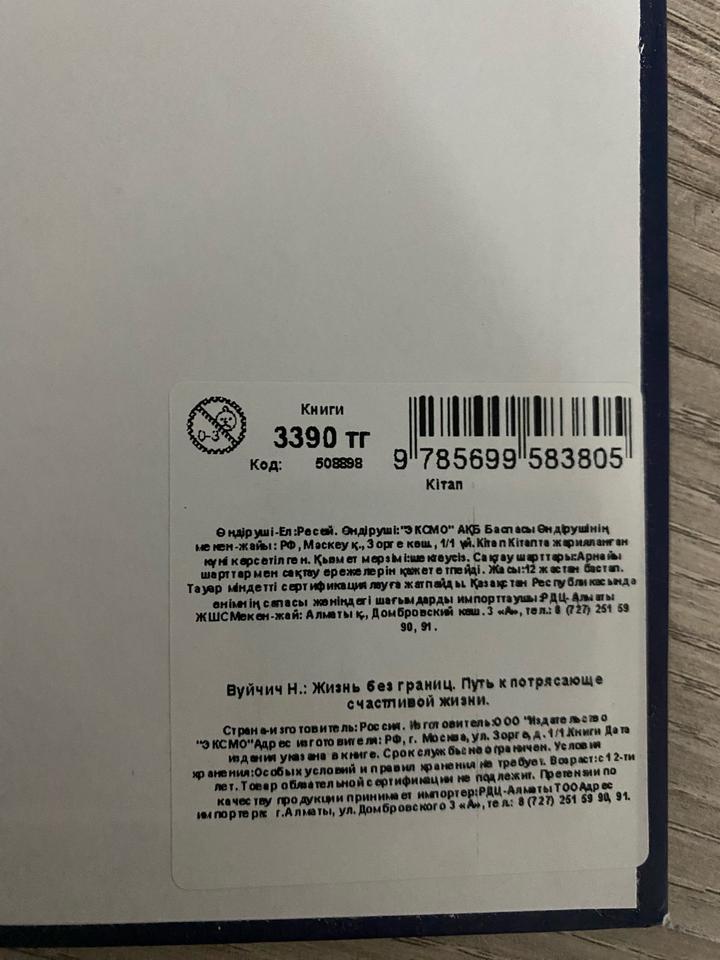 0-3
Книги
3390 тг
Код: 508898
9 785699 583805
Кітап
Өндіруші-Ел:Ресей. Өндіруші:"ЭКСМО" АҚБ Баспасы Өндірушінің
мекен-жайы: РФ, Мәскеу қ., Зорге көш., 1/1 үй.Кітап Кітапта жарияланған
күні көрсетілген. Қызмет мерзімі:шектеусіз. Сақтау шарттары:Арнайы
шарттармен сақтау ережелерін қажет етпейді. Жасы:12 жастан бастап.
Тауар міндетті сертификациялауға жатпайды. Қазақстан Республикасында
өнімнің сапасы жөніндегі шағымдарды импорттаушы:РДЦ-Алматы
ЖШСМекен-жай: Алматы қ., Домбровский көш. 3 «А», тел.: 8 (727) 251 59
90, 91.
Вуйчич Н.: Жизнь без границ. Путь к потрясающе
счастливой жизни.
Страна-изготовитель: Россия. Изготовитель:ООО "Издательство
"ЭКСМО"Адрес изготовителя: РФ, г. Москва, ул. Зорге, д. 1/1.Книги Дата
издания указана в книге. Срок службы:неограничен. Условия
хранения:Особых условий и правил хранения не требует. Возраст:с 12-ти
лет. Товар обязательной сертификации не подлежит. Претензии по
качеству продукции принимает импортер:РДЦ-Алматы ТООАдрес
импортера: г.Алматы, ул. Домбровского 3 «А», тел.: 8 (727) 251 59 90, 91.